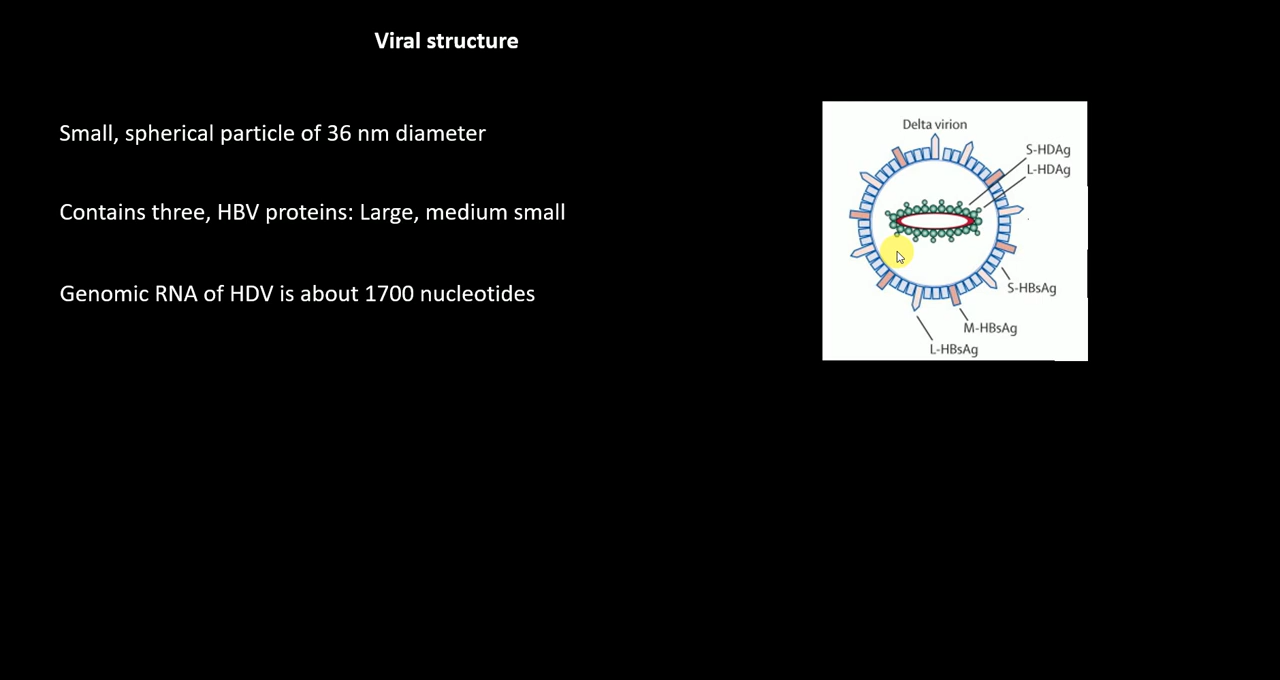 Viral structure
Small, spherical particle of 36 nm diameter
Contains three, HBV proteins: Large, medium small
Genomic RNA of HDV is about 1700 nucleotides
Delta virion
S-HDAg
L-HDAg
S-HBsAg
M-HBsAg
L-HBsAg